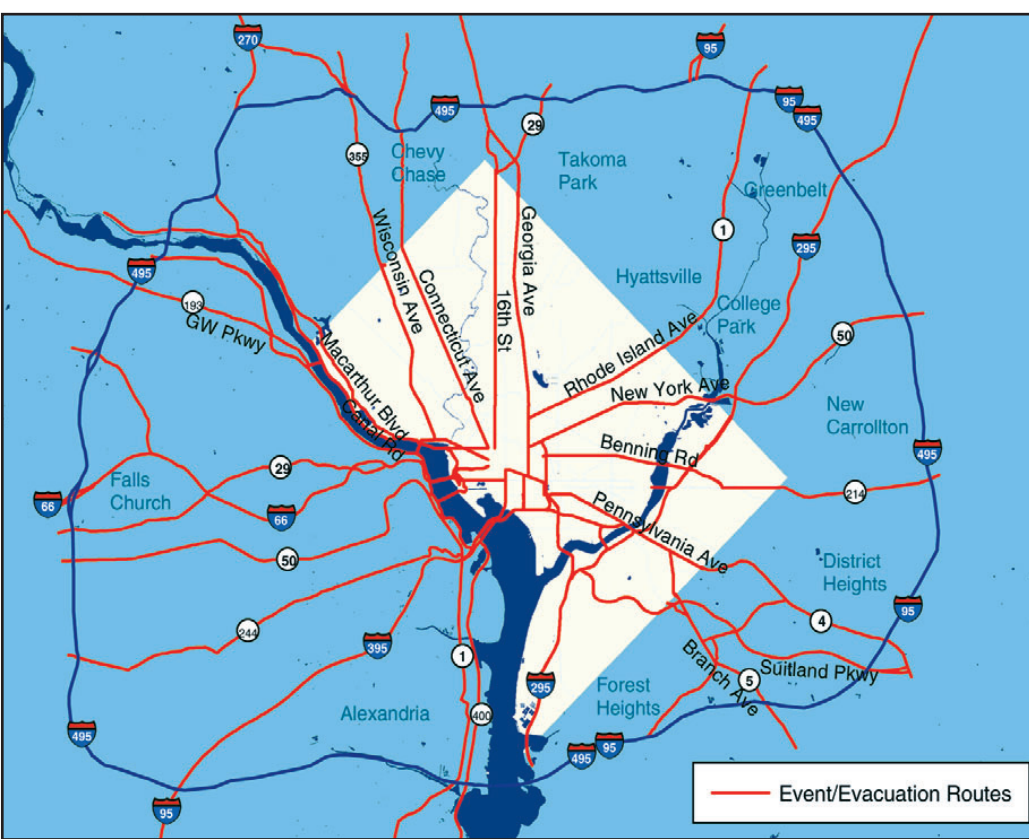 270
95
495
29
95
495
355
Chevy
Chase
Takoma
Park
Greenbelt
Wisconsin Ave
Georgia Ave
1
295
Connecticut Ave
16th St
Hyattsville
495
193
GW Pkwy
College
Park
Macarthur Blvd
Canal Rd
Rhode Island Ave
50
New York Ave
New
Carrollton
Benning Rd
495
29
Falls
Church
66
66
214
Pennsylvania Ave
50
District
Heights
95
244
395
1
4
Branch Ave
Suitland Pkwy
5
295
Forest
Heights
Alexandria
400
495
495
95
95
Event/Evacuation Routes